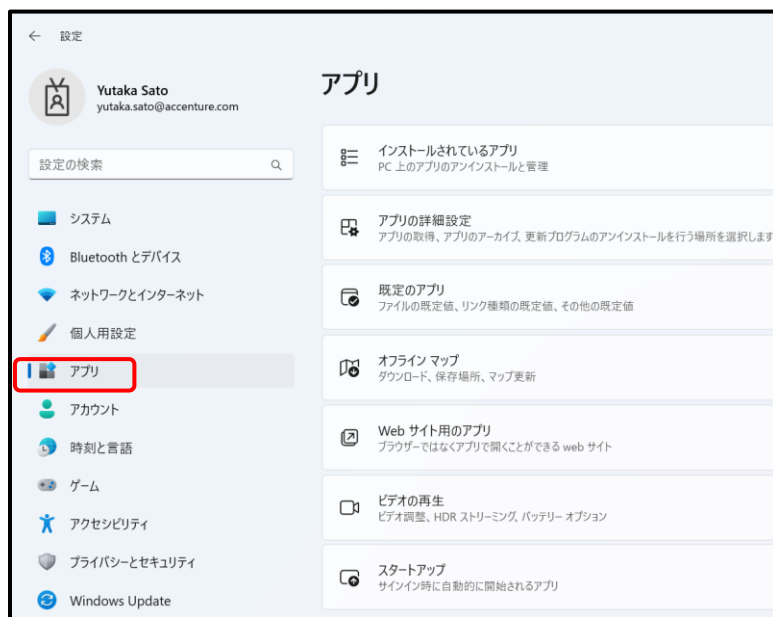 設定
Yutaka Sato
yutaka.sato@accenture.com
設定の検索
システム
Bluetooth とデバイス
ネットワークとインターネット
個人用設定
アプリ
アカウント
時刻と言語
ゲーム
アクセシビリティ
プライバシーとセキュリティ
Windows Update
アプリ
インストールされているアプリ
PC 上のアプリのアンインストールと管理
アプリの詳細設定
アプリの取得、アプリのアーカイブ、更新プログラムのアンインストールを行う場所を選択します
既定のアプリ
ファイルの既定値、リンク種類の既定値、その他の既定値
オフライン マップ
ダウンロード、保存場所、マップ更新
Web サイト用のアプリ
ブラウザーではなくアプリで開くことができる web サイト
ビデオの再生
ビデオ調整、HDR ストリーミング、バッテリー オプション
スタートアップ
サインイン時に自動的に開始されるアプリ